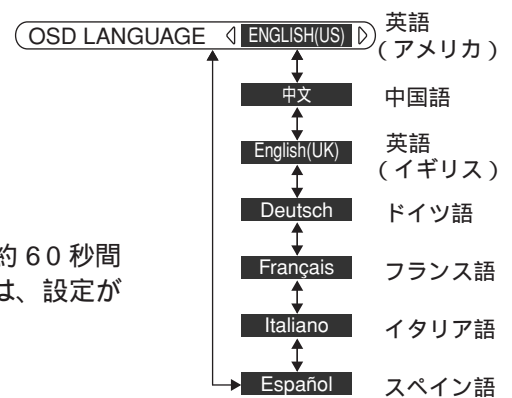 OSD LANGUAGE ENGLISH(US) 英語
(アメリカ)
中文 中国語
English(UK) 英語
(イギリス)
Deutsch ドイツ語
約60秒間
は、設定が
Français フランス語
Italiano イタリア語
Español スペイン語